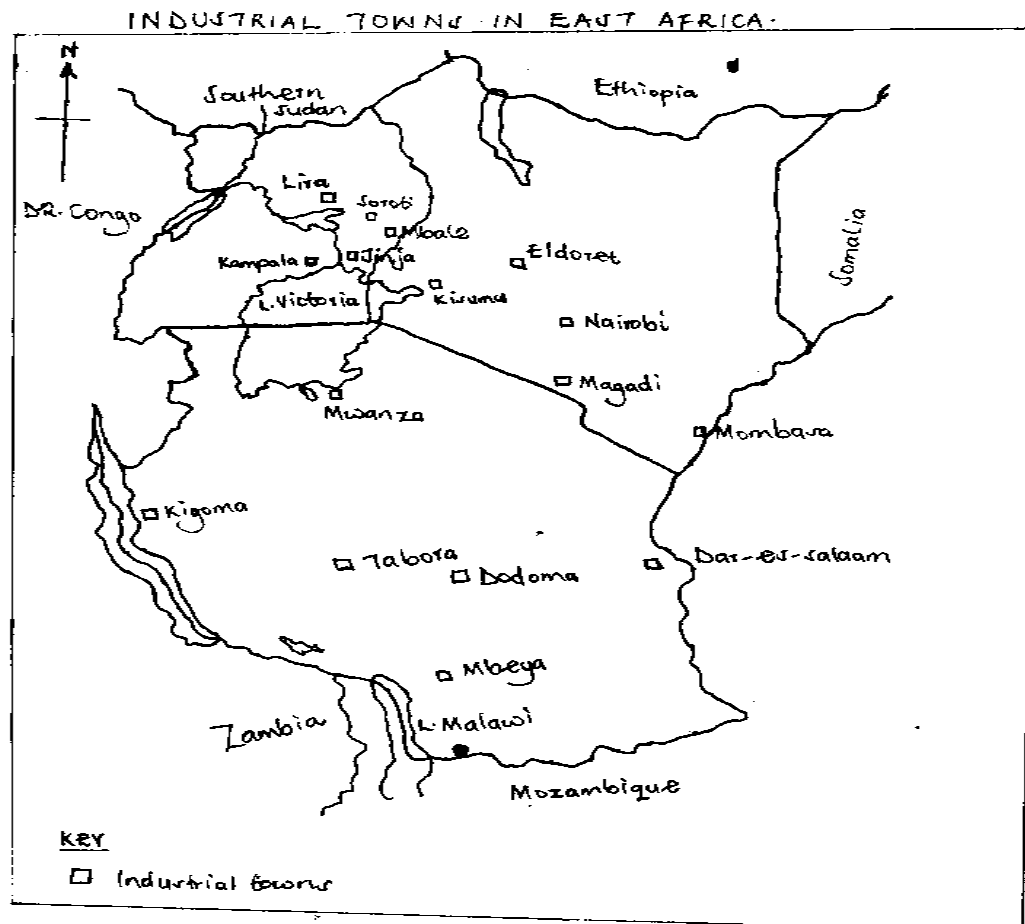 INDUSTRIAL TOWNS IN EAST AFRICA.
N
Southern
Sudan
Ethiopia
DR. Congo
Lira
Soroti
Mbale
Kampala
Jinja
Eldoret
Somalia
L. Victoria
Kisumu
Nairobi
Magadi
Mwanza
Mombasa
Kigoma
Tabora
Dodoma
Dar-es-salaam
Mbeya
Zambia
L. Malawi
Mozambique
KEY
Industrial towns